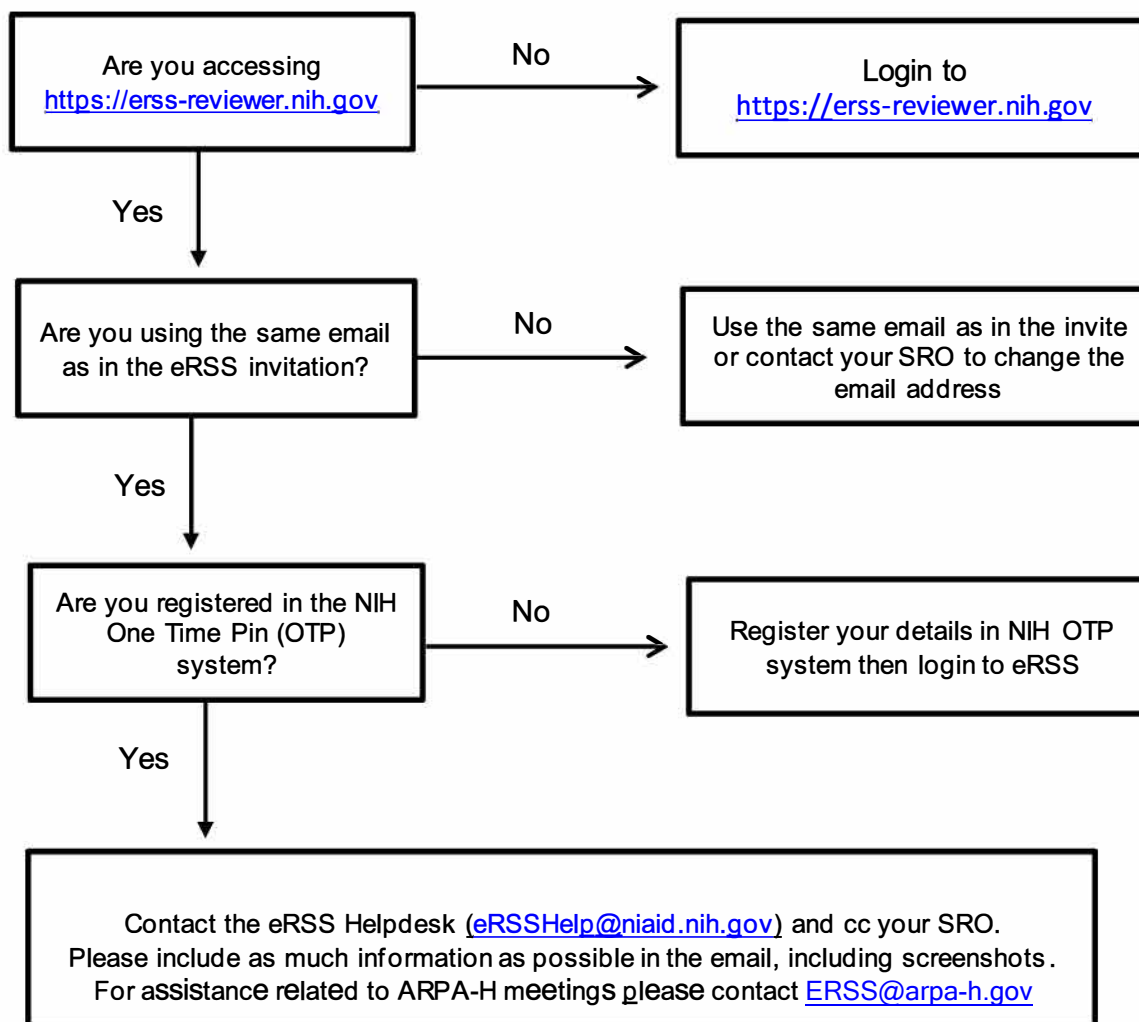 Are you accessing
https://erss-reviewer.nih.gov
No
Login to
https://erss-reviewer.nih.gov
Yes
Are you using the same email
as in the eRSS invitation?
No
Use the same email as in the invite
or contact your SRO to change the
email address
Yes
Are you registered in the NIH
One Time Pin (OTP)
system?
No
Register your details in NIH OTP
system then login to eRSS
Yes
Contact the eRSS Helpdesk (eRSSHelp@niaid.nih.gov) and cc your SRO.
Please include as much information as possible in the email, including screenshots.
For assistance related to ARPA-H meetings please contact ERSS@arpa-h.gov